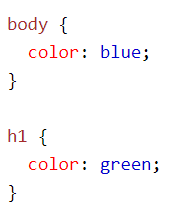 body {
  color: blue;
}

h1 {
  color: green;
}